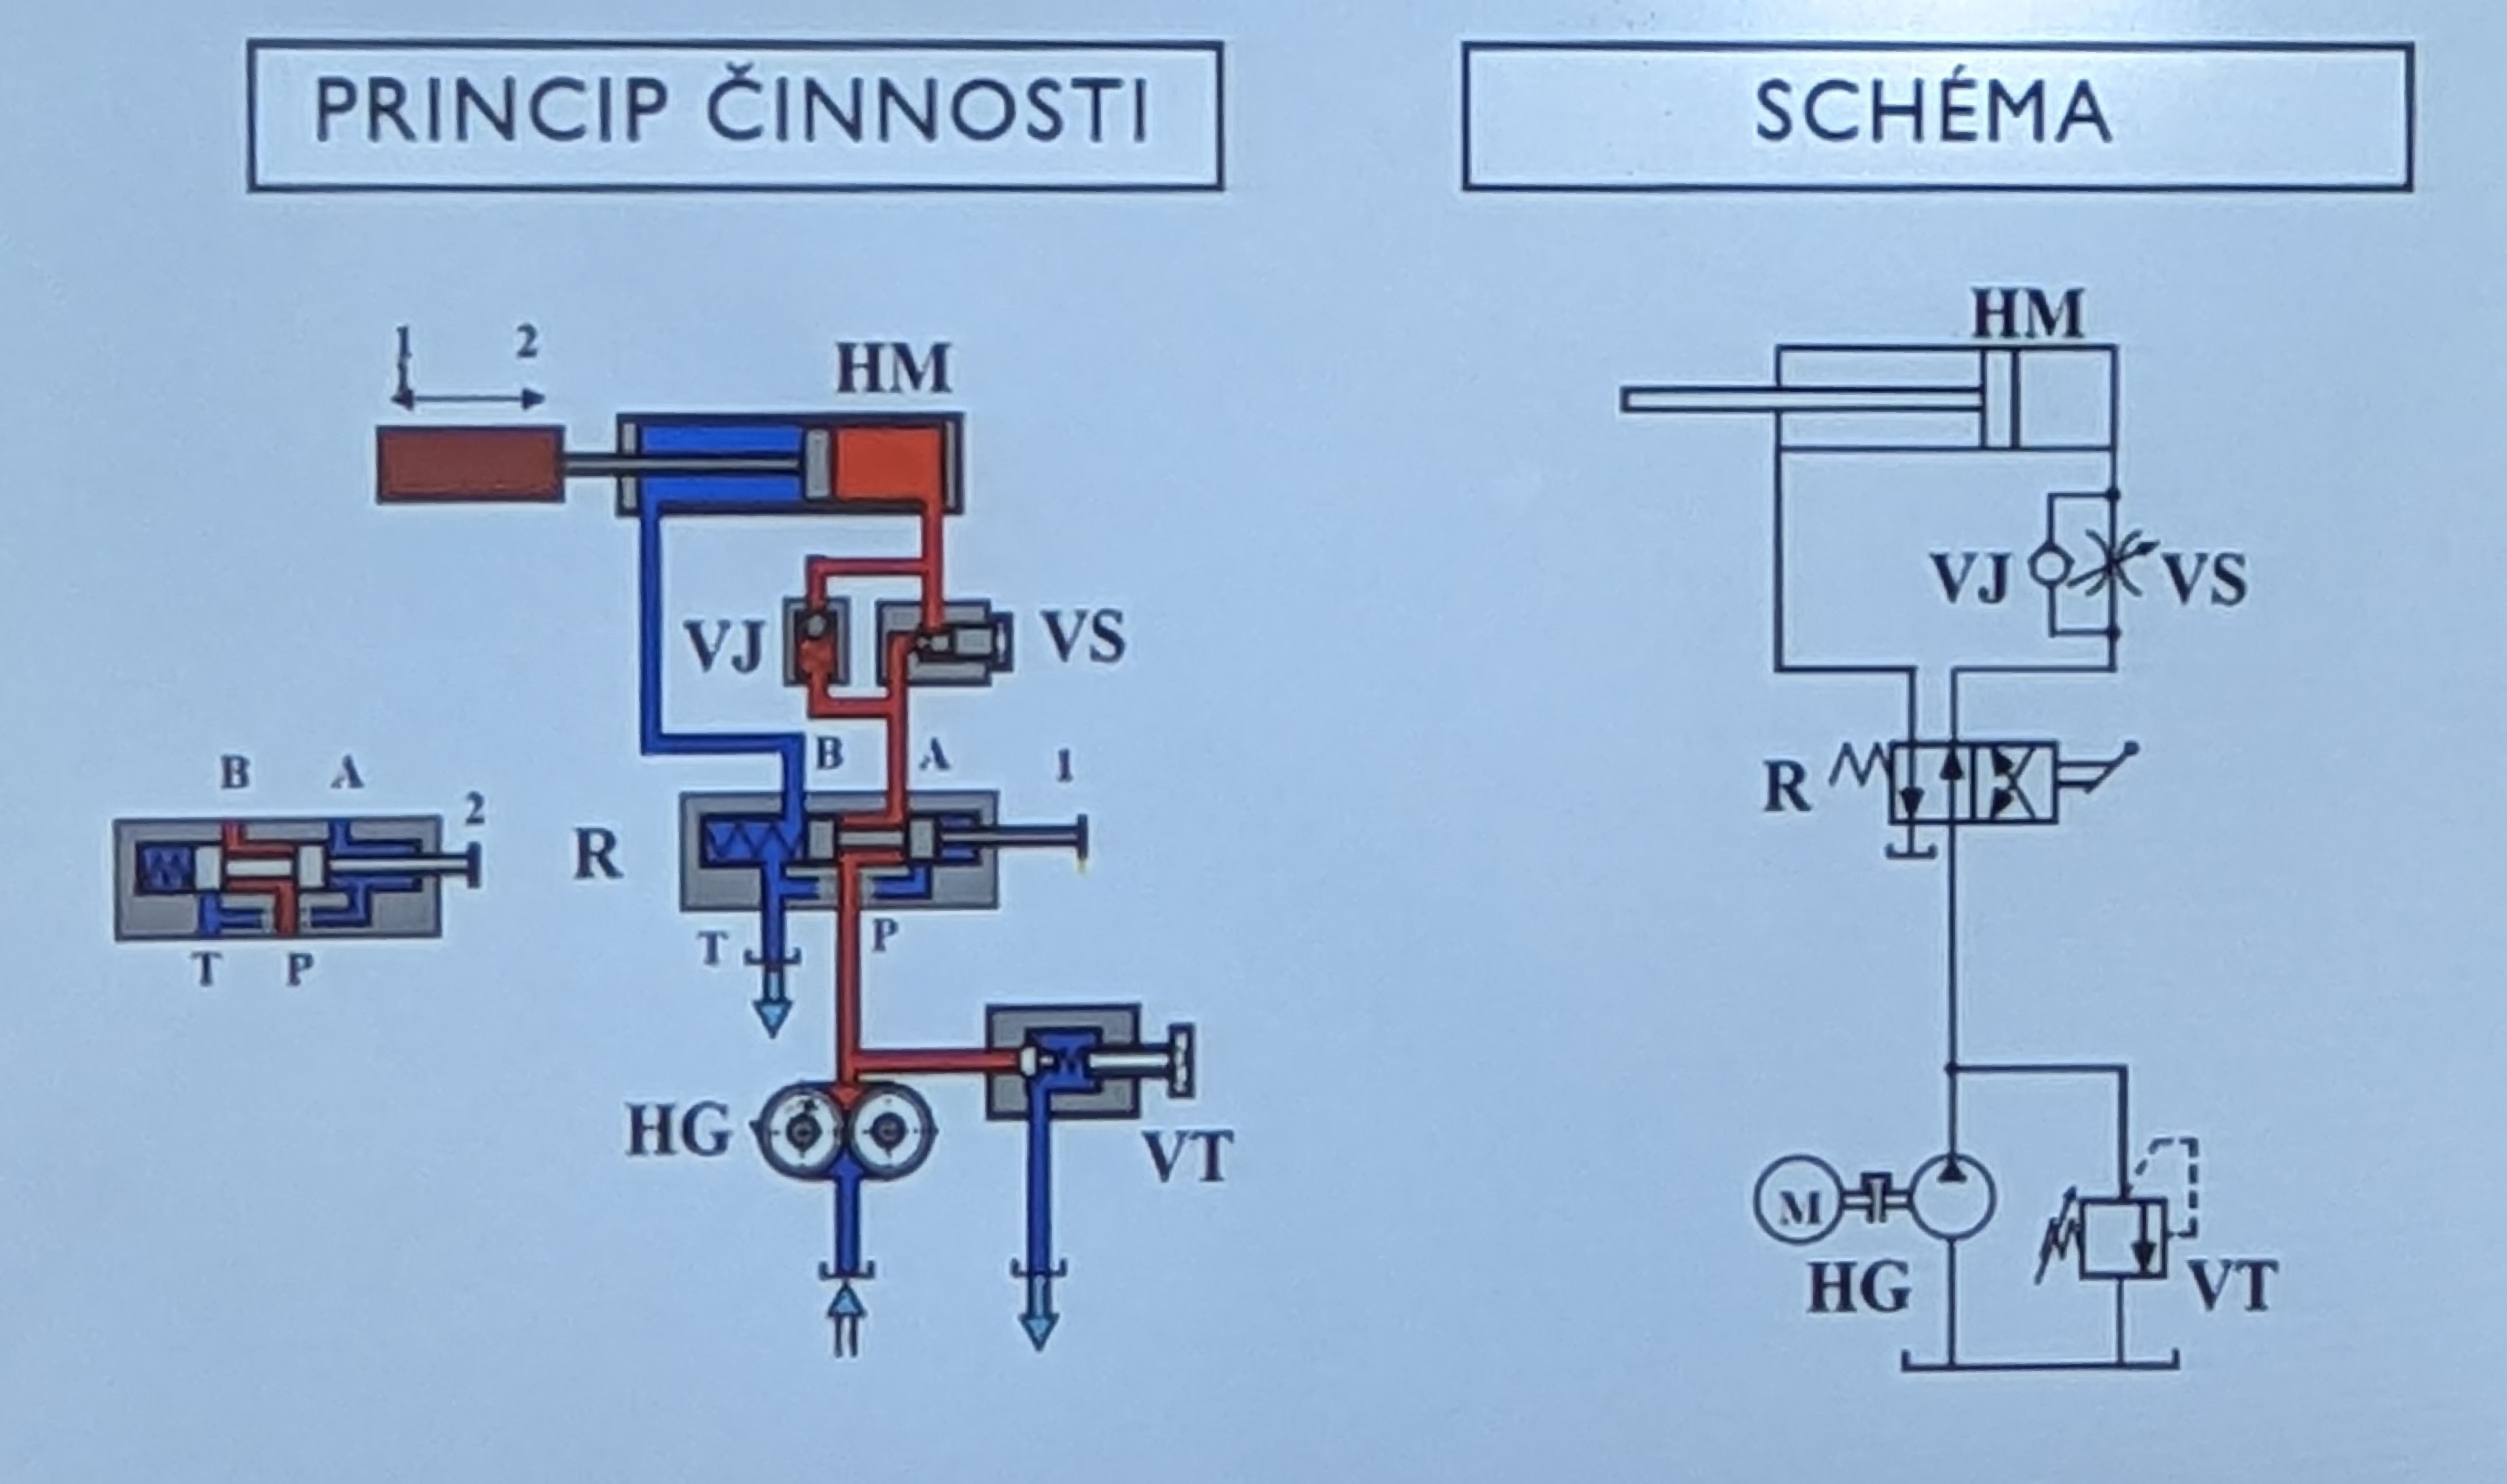 PRINCIP ČINNOSTI
SCHÉMA
1 2
HM
VJ
VS
B A
1
R
T
P
HG
VT
B A
2
T P
HM
VJ
VS
R
M
HG
VT